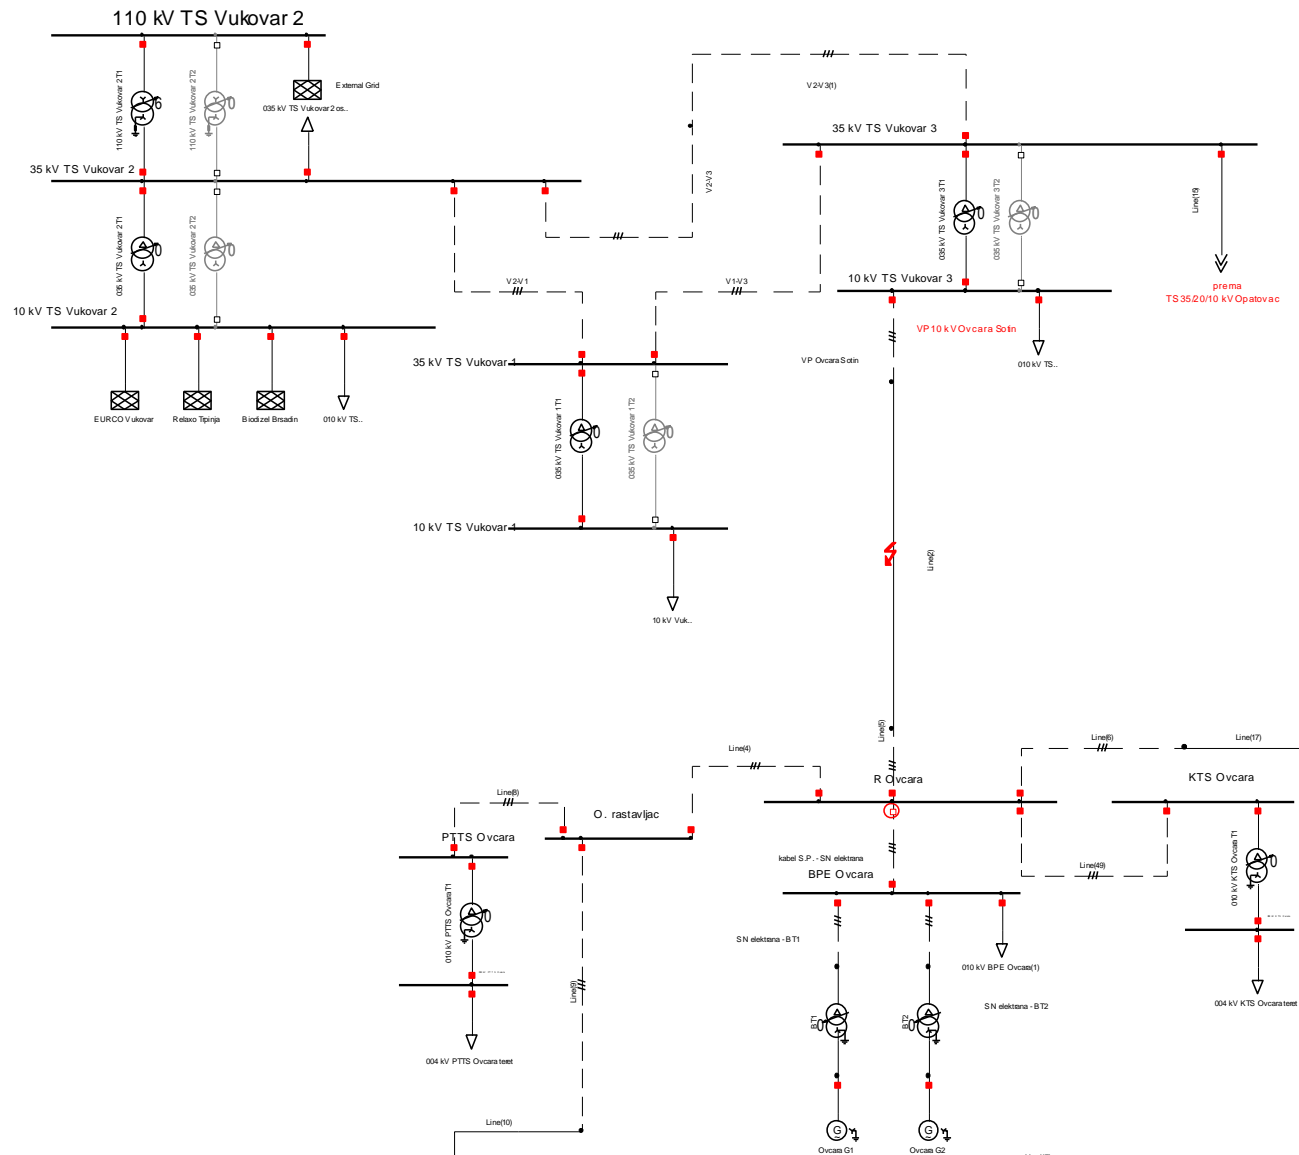 110 kV TS Vukovar 2
110 kV TS Vukovar 2T1
110 kV TS Vukovar 2T2
External Grid
035 kV TS Vukovar 2 os..
35 kV TS Vukovar 2
035 kV TS Vukovar 2T1
035 kV TS Vukovar 2T2
10 kV TS Vukovar 2
EURCO Vukovar
Relaxo Trpinja
Biodizel Brsadin
010 kV TS..
V2-V3(1)
V2-V3
35 kV TS Vukovar 3
035 kV TS Vukovar 3T1
035 kV TS Vukovar 3T2
Line(15)
prema
TS 35/20/10 kV Opatovac
10 kV TS Vukovar 3
VP 10 kV Ovcara Sotin
VP Ovcara Sotin
010 kV TS..
V2-V1
V1-V3
35 kV TS Vukovar 1
035 kV TS Vukovar 1T1
035 kV TS Vukovar 1T2
10 kV TS Vukovar 1
10 kV Vuk..
Line(2)
Line(5)
Line(4)
Line(6)
Line(17)
R Ovcara
KTS Ovcara
Line(8)
O. rastavljac
PTTS Ovcara
010 kV PTTS Ovcara T1
004 kV PTTS Ovcara teret
Line(9)
Line(10)
kabel S.P. - SN elektrana
BPE Ovcara
Line(49)
010 kV KTS Ovcara T1
004 kV KTS Ovcara teret
SN elektrana - BT1
010 kV BPE Ovcara(1)
SN elektrana - BT2
BT1
BT2
G
G
Ovcara G1
Ovcara G2